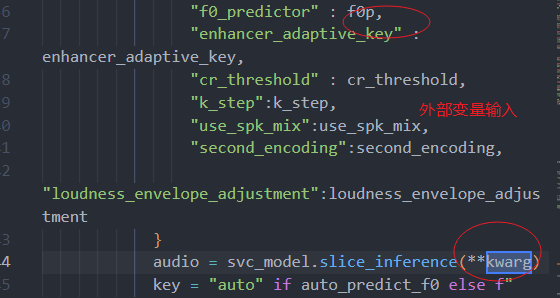 6 "f0_predictor" : f0p,
7 "enhancer_adaptive_key" :
enhancer_adaptive_key,
8 "cr_threshold" : cr_threshold,
9 "k_step":k_step,
0 "use_spk_mix":use_spk_mix,
外部变量输入
1 "second_encoding":second_encoding,
2
"loudness_envelope_adjustment":loudness_envelope_adjus
tment
3 }
4 audio = svc_model.slice_inference(**kwarg)
5 key = "auto" if auto_predict_f0 else f"